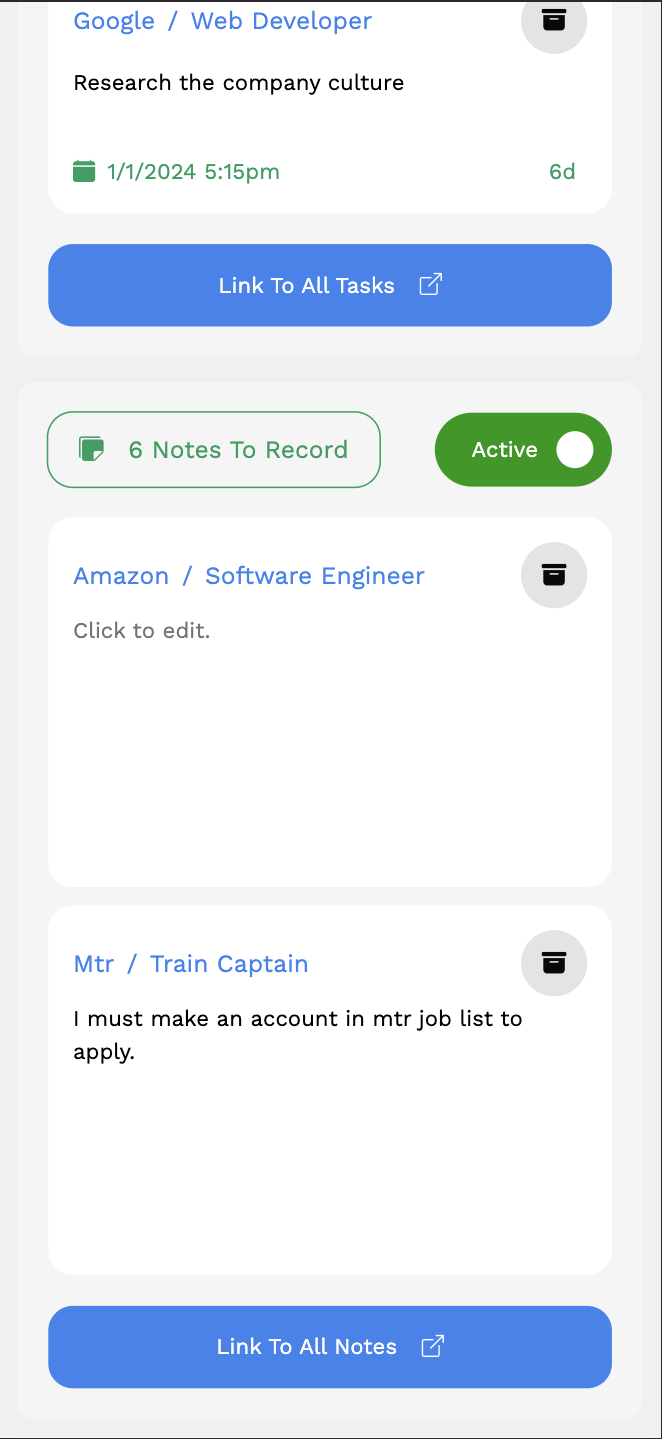 Google / Web Developer
Research the company culture
1/1/2024 5:15pm 6d
Link To All Tasks
6 Notes To Record Active
Amazon / Software Engineer
Click to edit.
Mtr / Train Captain
I must make an account in mtr job list to
apply.
Link To All Notes